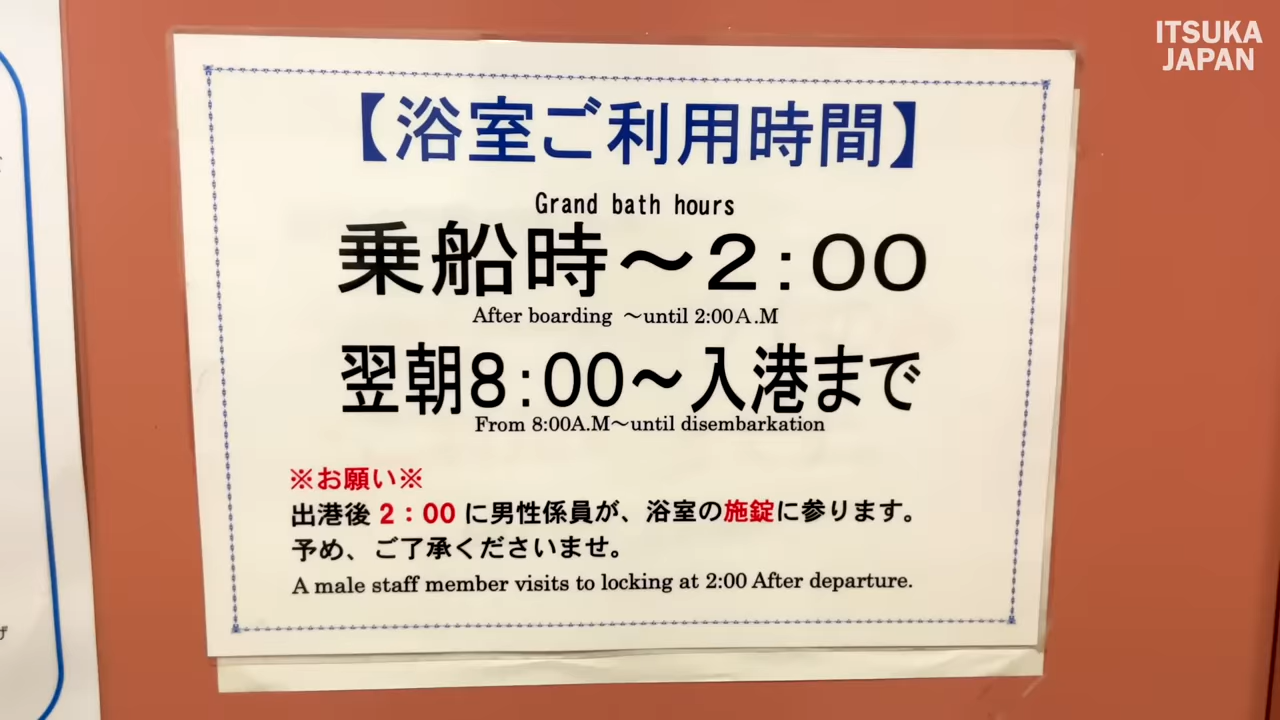 ITSUKA
JAPAN
【浴室ご利用時間】
Grand bath hours
乗船時～2:00
After boarding ～until 2:00A.M
翌朝8:00～入港まで
From 8:00A.M～until disembarkation
※お願い※
出港後 2:00 に男性係員が、浴室の施錠に参ります。
予め、ご了承くださいませ。
A male staff member visits to locking at 2:00 After departure.